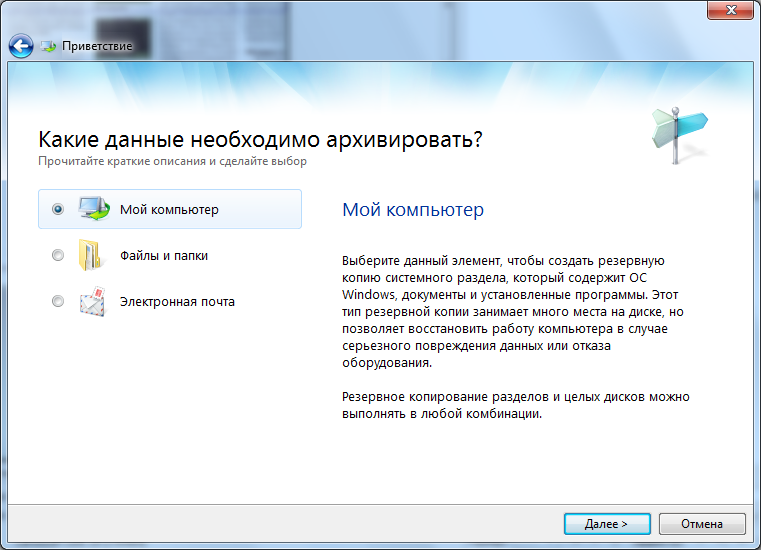 Приветствие
Какие данные необходимо архивировать?
Прочитайте краткие описания и сделайте выбор
Мой компьютер
Файлы и папки
Электронная почта
Мой компьютер
Выберите данный элемент, чтобы создать резервную
копию системного раздела, который содержит ОС
Windows, документы и установленные программы. Этот
тип резервной копии занимает много места на диске, но
позволяет восстановить работу компьютера в случае
серьезного повреждения данных или отказа
оборудования.
Резервное копирование разделов и целых дисков можно
выполнять в любой комбинации.
Далее >
Отмена